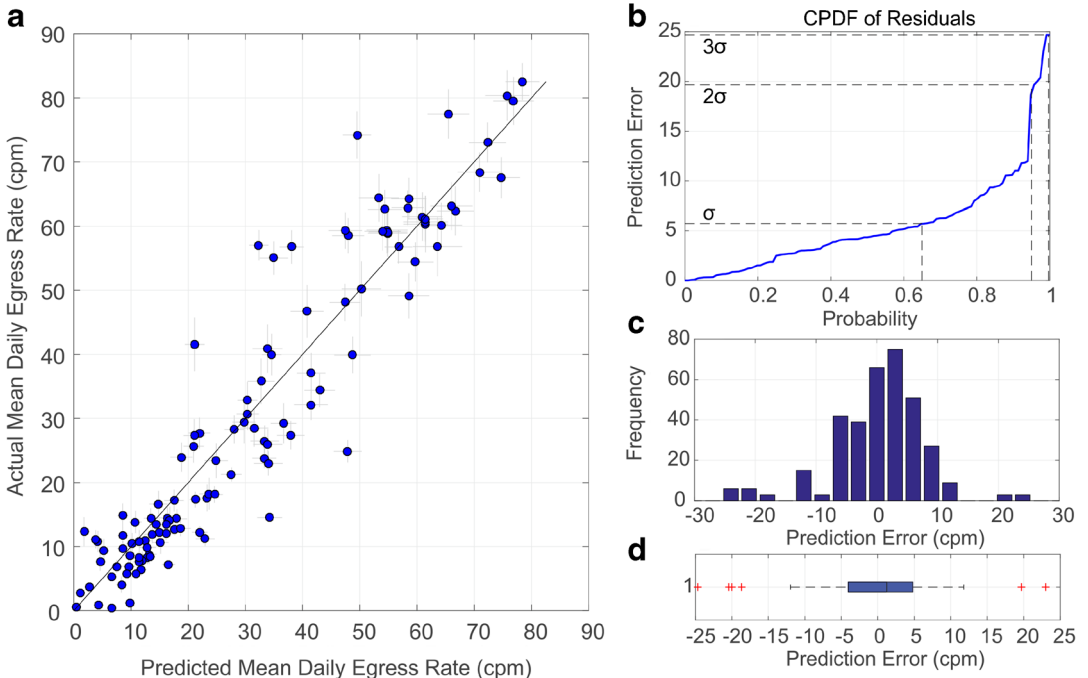 a
90
80
70
60
50
40
30
20
10
0
0 10 20 30 40 50 60 70 80 90
Actual Mean Daily Egress Rate (cpm)
Predicted Mean Daily Egress Rate (cpm)
b
CPDF of Residuals
25
20
15
10
5
0
3σ
2σ
σ
0 0.2 0.4 0.6 0.8 1
Prediction Error
Probability
c
80
60
40
20
0
-30 -20 -10 0 10 20 30
Frequency
Prediction Error (cpm)
d
1
-25 -20 -15 -10 -5 0 5 10 15 20 25
Prediction Error (cpm)